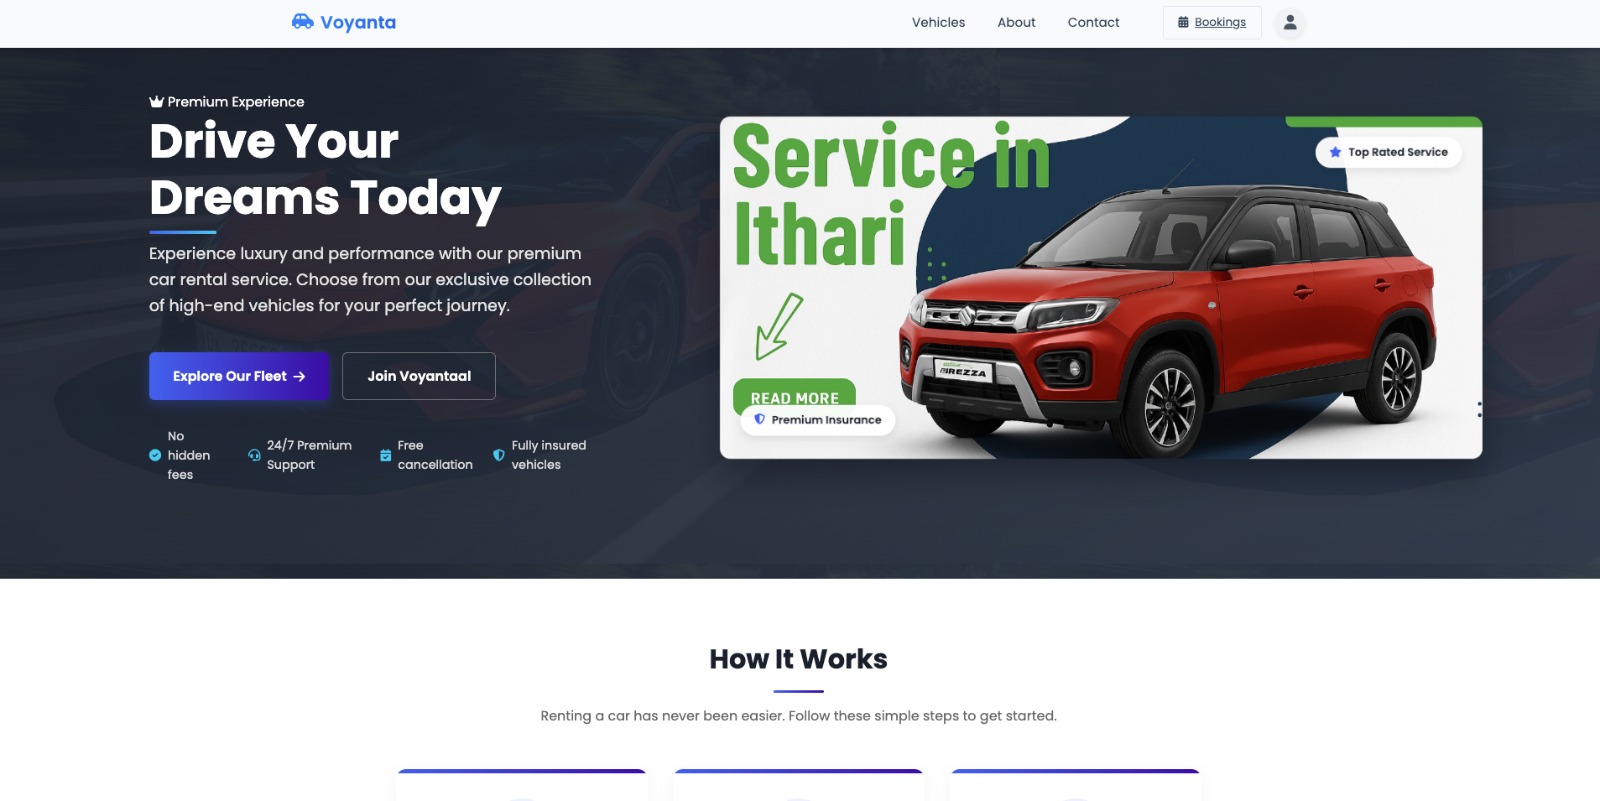 Voyanta
Vehicles
About
Contact
Bookings
Premium Experience
Drive Your
Dreams Today
Experience luxury and performance with our premium
car rental service. Choose from our exclusive collection
of high-end vehicles for your perfect journey.
Explore Our Fleet
Join Voyantaal
No
hidden
fees
24/7 Premium
Support
Free
cancellation
Fully insured
vehicles
Service in
Ithari
READ MORE
Top Rated Service
Premium Insurance
How It Works
Renting a car has never been easier. Follow these simple steps to get started.